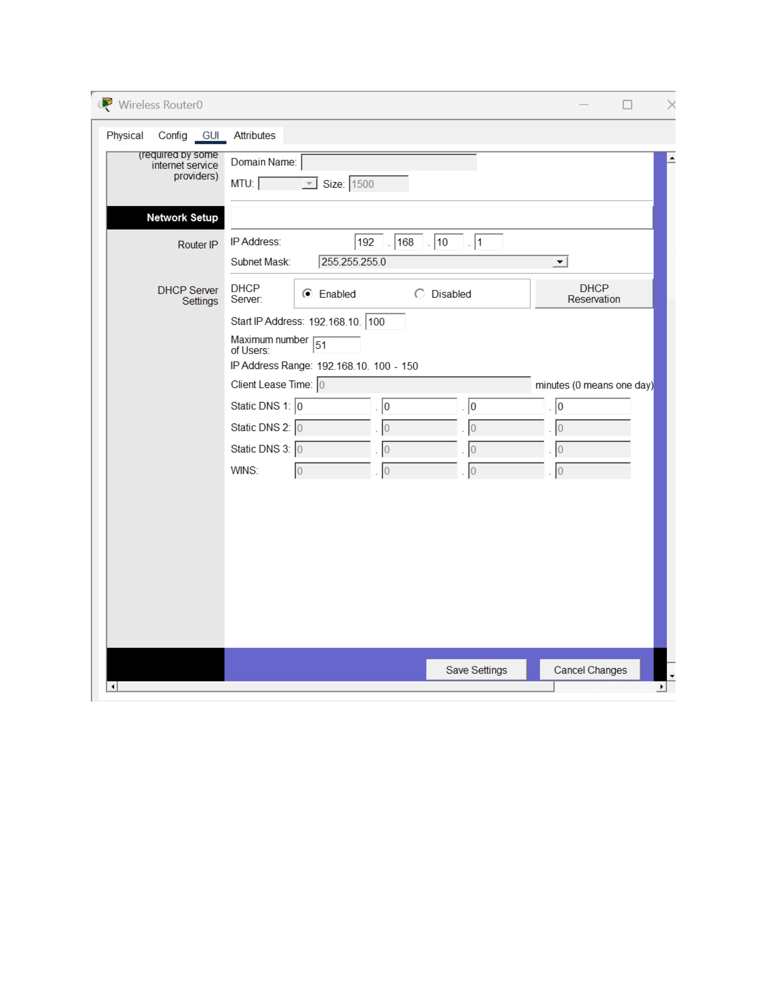 Wireless Router0
Physical Config GUI Attributes
(required by some
internet service
providers)
Domain Name:
MTU: Size: 1500
Network Setup
Router IP
IP Address: 192 . 168 . 10 . 1
Subnet Mask: 255.255.255.0
DHCP Server
Settings
DHCP
Server:
Enabled Disabled
DHCP
Reservation
Start IP Address: 192.168.10. 100
Maximum number
of Users:
51
IP Address Range: 192.168.10. 100 - 150
Client Lease Time: 0 minutes (0 means one day)
Static DNS 1: 0 . 0 . 0 . 0
Static DNS 2: 0 . 0 . 0 . 0
Static DNS 3: 0 . 0 . 0 . 0
WINS: 0 . 0 . 0 . 0
Save Settings Cancel Changes